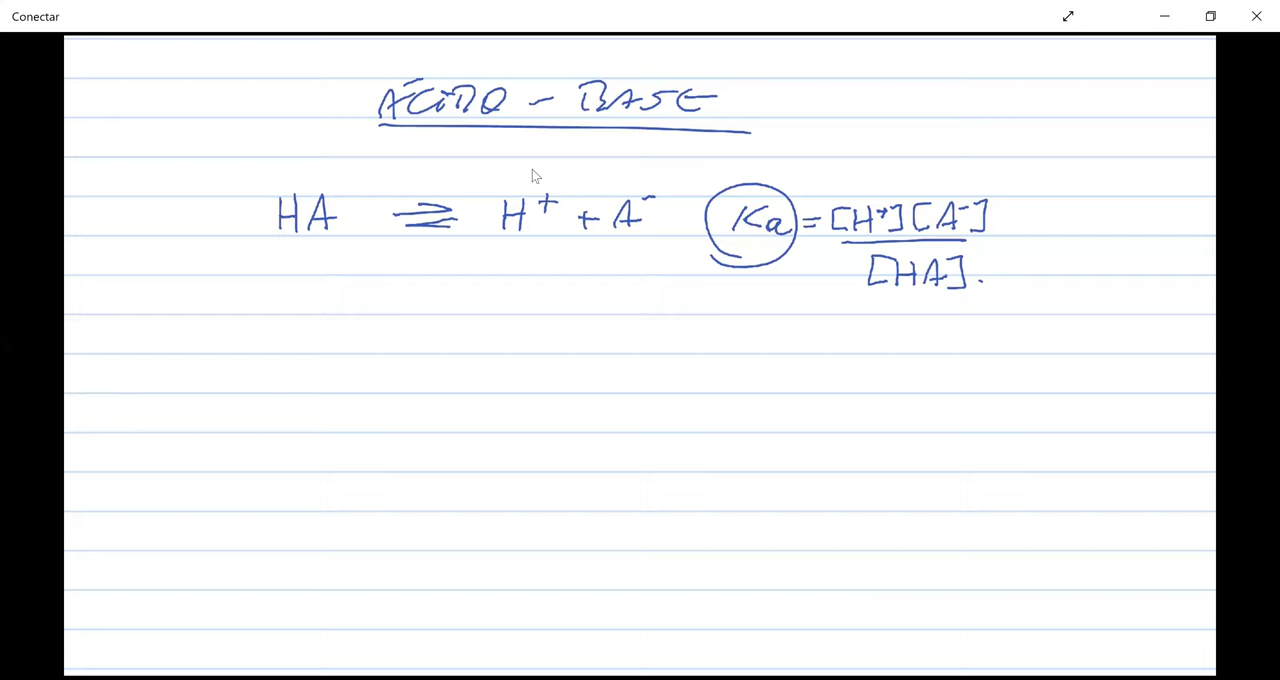 Conectar
ÁCIDO - BASE
HA ⇌ H⁺ + A⁻ Ka = [H⁺][A⁻]
[HA].